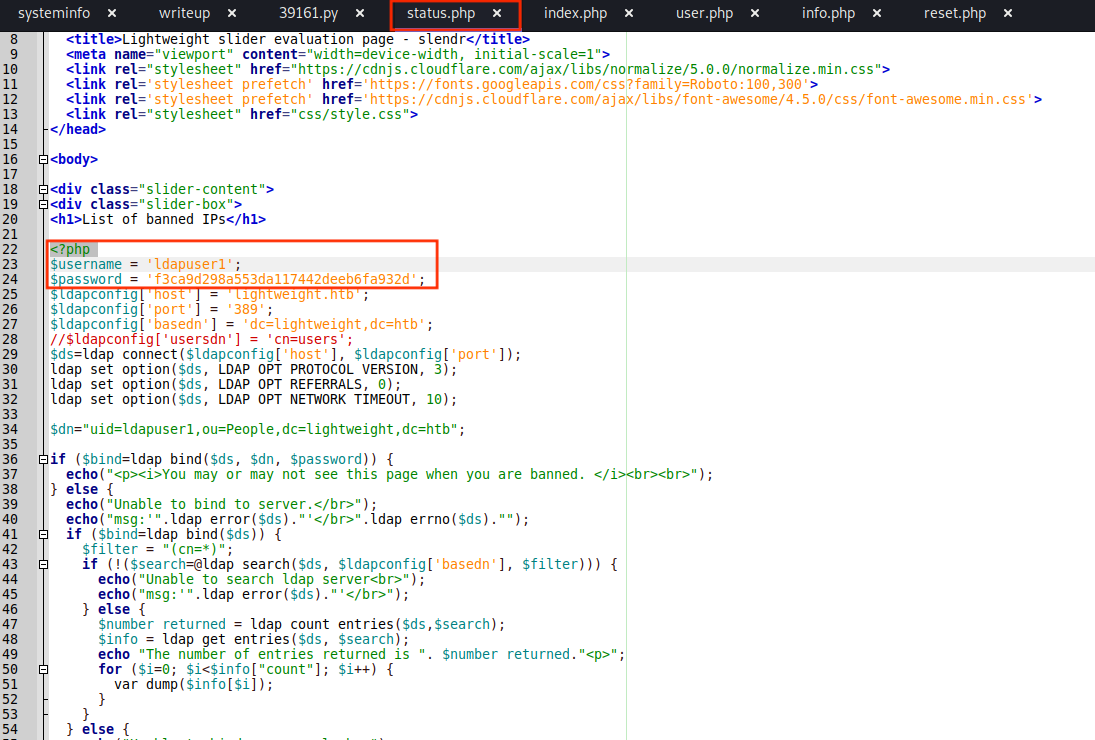 systeminfo × writeup × 39161.py × status.php × index.php × user.php × info.php × reset.php ×
8 <title>Lightweight slider evaluation page - slendr</title>
9 <meta name="viewport" content="width=device-width, initial-scale=1">
10 <link rel="stylesheet" href="https://cdnjs.cloudflare.com/ajax/libs/normalize/5.0.0/normalize.min.css">
11 <link rel='stylesheet prefetch' href='https://fonts.googleapis.com/css?family=Roboto:100,300'>
12 <link rel='stylesheet prefetch' href='https://cdnjs.cloudflare.com/ajax/libs/font-awesome/4.5.0/css/font-awesome.min.css'>
13 <link rel="stylesheet" href="css/style.css">
14 </head>
15
16 <body>
17
18 <div class="slider-content">
19 <div class="slider-box">
20 <h1>List of banned IPs</h1>
21
22 <?php
23 $username = 'ldapuser1';
24 $password = 'f3ca9d298a553da117442deeb6fa932d';
25 $ldapconfig['host'] = 'lightweight.htb';
26 $ldapconfig['port'] = '389';
27 $ldapconfig['basedn'] = 'dc=lightweight,dc=htb';
28 //$ldapconfig['usersdn'] = 'cn=users';
29 $ds=ldap connect($ldapconfig['host'], $ldapconfig['port']);
30 ldap set option($ds, LDAP OPT PROTOCOL VERSION, 3);
31 ldap set option($ds, LDAP OPT REFERRALS, 0);
32 ldap set option($ds, LDAP OPT NETWORK TIMEOUT, 10);
33
34 $dn="uid=ldapuser1,ou=People,dc=lightweight,dc=htb";
35
36 if ($bind=ldap bind($ds, $dn, $password)) {
37 echo("<p><i>You may or may not see this page when you are banned. </i><br><br>");
38 } else {
39 echo("Unable to bind to server.</br>");
40 echo("msg:'".ldap error($ds)."'</br>".ldap errno($ds)."");
41 if ($bind=ldap bind($ds)) {
42 $filter = "(cn=*)";
43 if (!($search=@ldap search($ds, $ldapconfig['basedn'], $filter))) {
44 echo("Unable to search ldap server<br>");
45 echo("msg:'".ldap error($ds)."'</br>");
46 } else {
47 $number returned = ldap count entries($ds,$search);
48 $info = ldap get entries($ds, $search);
49 echo "The number of entries returned is ". $number returned."<p>";
50 for ($i=0; $i<$info["count"]; $i++) {
51 var dump($info[$i]);
52 }
53 }
54 } else {